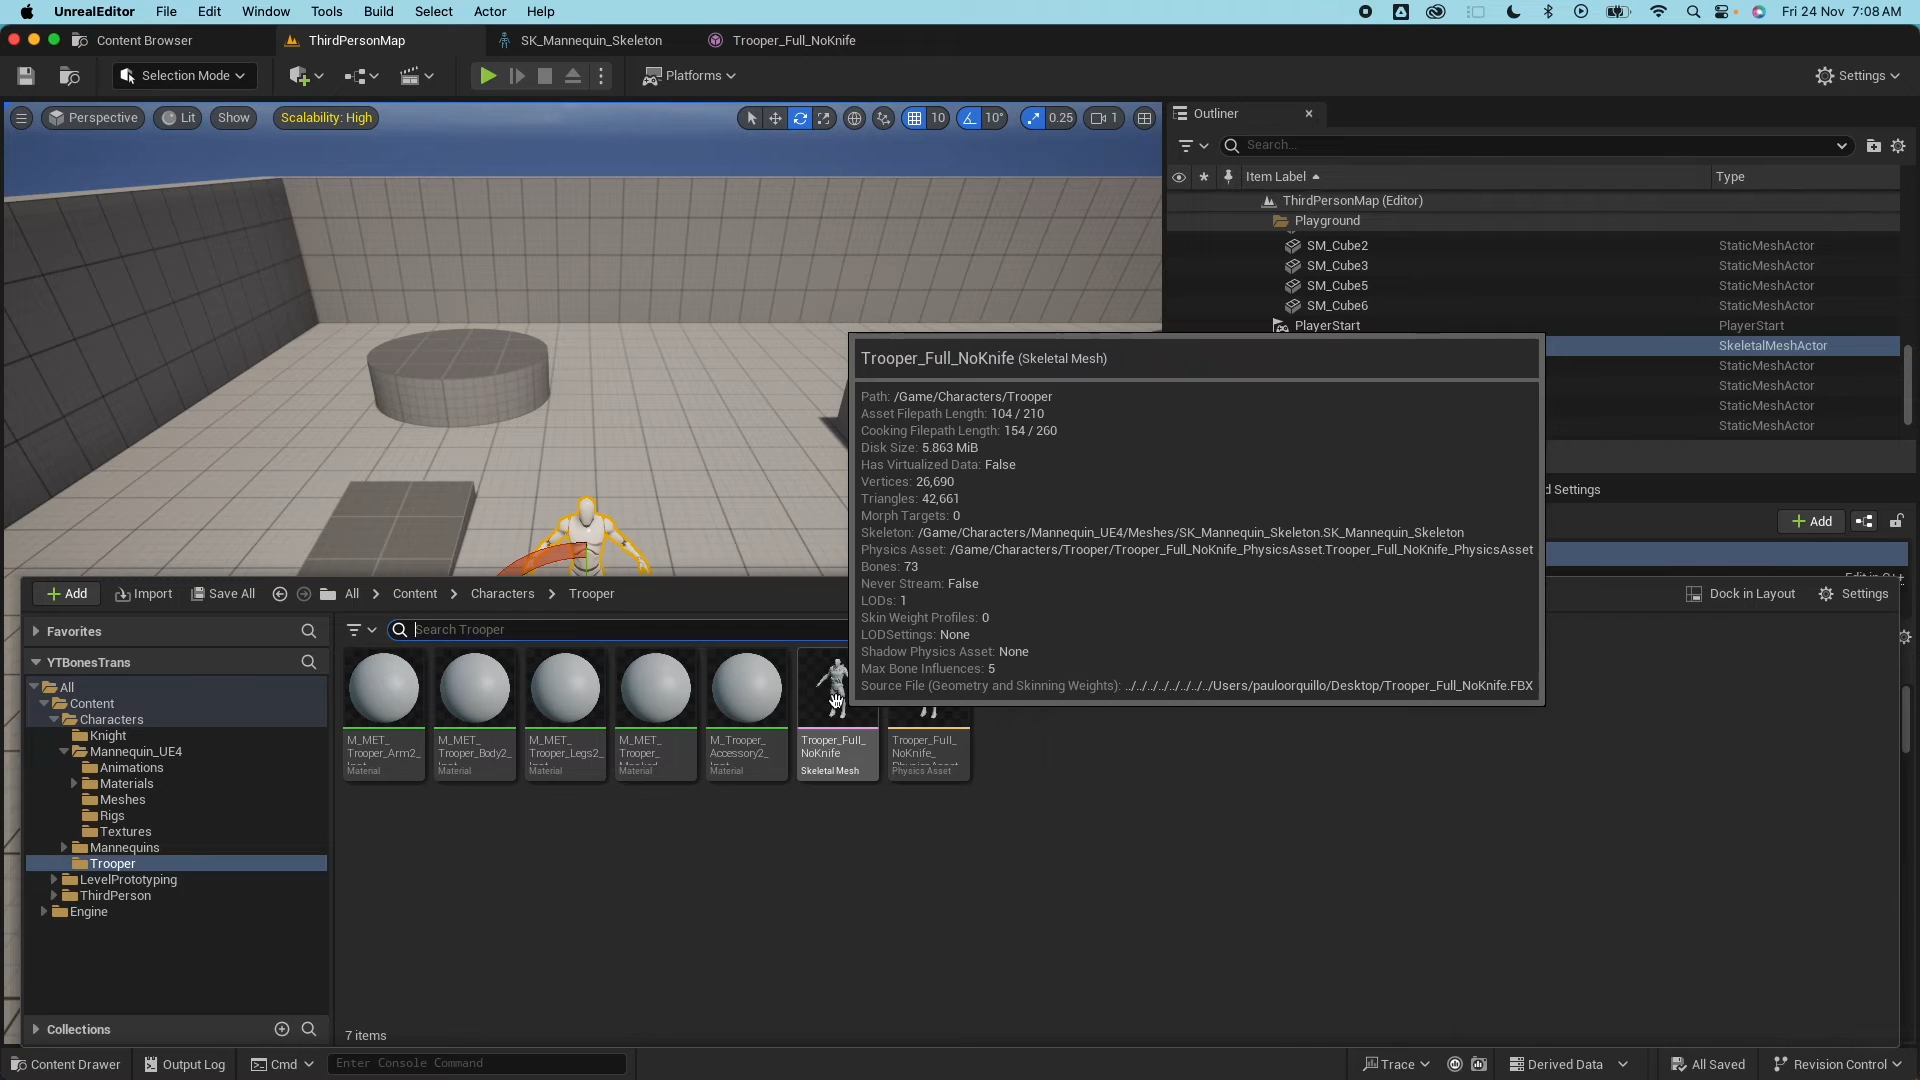 UnrealEditor File Edit Window Tools Build Select Actor Help Fri 24 Nov 7:08 AM
Content Browser ThirdPersonMap SK_Mannequin_Skeleton Trooper_Full_NoKnife
Selection Mode Platforms Settings
Perspective Lit Show Scalability: High 10 10° 0.25 1
Outliner
Search...
Item Label Type
ThirdPersonMap (Editor)
Playground
SM_Cube2 StaticMeshActor
SM_Cube3 StaticMeshActor
SM_Cube5 StaticMeshActor
SM_Cube6 StaticMeshActor
PlayerStart PlayerStart
SkeletalMeshActor
StaticMeshActor
StaticMeshActor
StaticMeshActor
StaticMeshActor
d Settings
Add
Trooper_Full_NoKnife (Skeletal Mesh)
Path: /Game/Characters/Trooper
Asset Filepath Length: 104 / 210
Cooking Filepath Length: 154 / 260
Disk Size: 5.863 MiB
Has Virtualized Data: False
Vertices: 26,690
Triangles: 42,661
Morph Targets: 0
Skeleton: /Game/Characters/Mannequin_UE4/Meshes/SK_Mannequin_Skeleton.SK_Mannequin_Skeleton
Physics Asset: /Game/Characters/Trooper/Trooper_Full_NoKnife_PhysicsAsset.Trooper_Full_NoKnife_PhysicsAsset
Bones: 73
Never Stream: False
LODs: 1
Skin Weight Profiles: 0
LODSettings: None
Shadow Physics Asset: None
Max Bone Influences: 5
Source File (Geometry and Skinning Weights): ../../../../../../../../Users/pauloorquillo/Desktop/Trooper_Full_NoKnife.FBX
Add Import Save All All Content Characters Trooper Dock in Layout Settings
Favorites
YTBonesTrans
All
Content
Characters
Knight
Mannequin_UE4
Animations
Materials
Meshes
Rigs
Textures
Mannequins
Trooper
LevelPrototyping
ThirdPerson
Engine
Collections
Search Trooper
M_MET_
Trooper_Arm2_
Material
M_MET_
Trooper_Body2_
Material
M_MET_
Trooper_Legs2_
Material
M_MET_
Trooper_
Material
M_Trooper_
Accessory2_
Material
Trooper_Full_
NoKnife
Skeletal Mesh
Trooper_Full_
NoKnife_
Physics Asset
7 items
Content Drawer Output Log Cmd Enter Console Command Trace Derived Data All Saved Revision Control